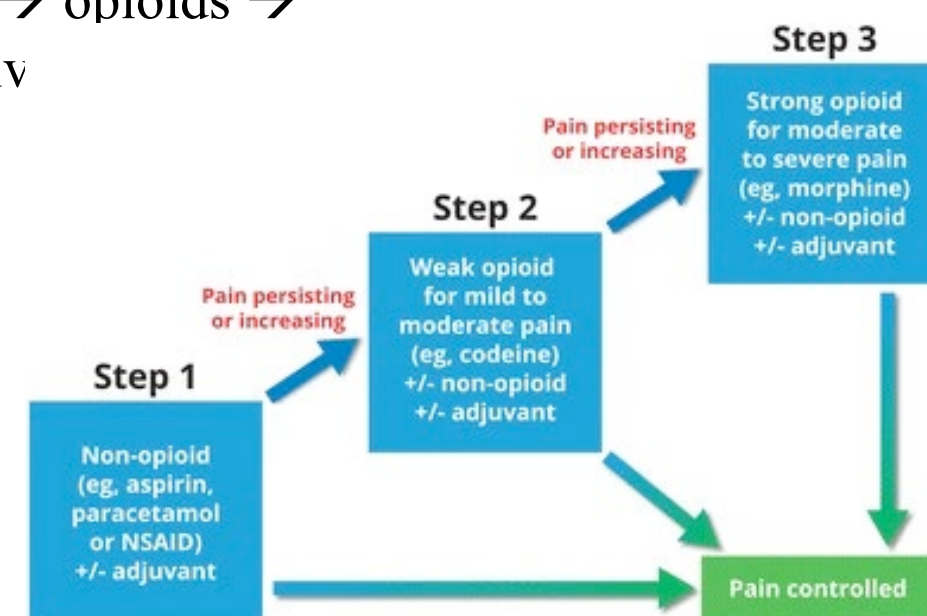 → opioids →
Step 3
Strong opioid
for moderate
to severe pain
(eg, morphine)
+/- non-opioid
+/- adjuvant
Pain persisting
or increasing
Step 2
Weak opioid
for mild to
moderate pain
(eg, codeine)
+/- non-opioid
+/- adjuvant
Pain persisting
or increasing
Step 1
Non-opioid
(eg, aspirin,
paracetamol
or NSAID)
+/- adjuvant
Pain controlled